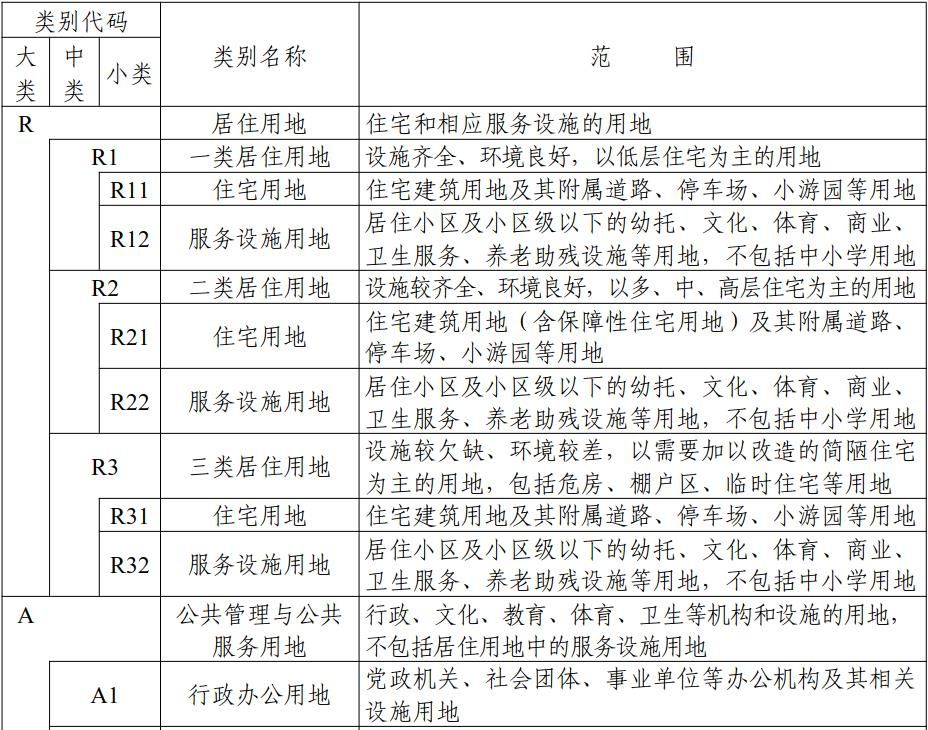 类别代码
类别名称
范 围
大类
中类
小类
R 居住用地 住宅和相应服务设施的用地
R1 一类居住用地 设施齐全、环境良好，以低层住宅为主的用地
R11 住宅用地 住宅建筑用地及其附属道路、停车场、小游园等用地
R12 服务设施用地 居住小区及小区级以下的幼托、文化、体育、商业、
卫生服务、养老助残设施等用地，不包括中小学用地
R2 二类居住用地 设施较齐全、环境良好，以多、中、高层住宅为主的用地
R21 住宅用地 住宅建筑用地（含保障性住宅用地）及其附属道路、
停车场、小游园等用地
R22 服务设施用地 居住小区及小区级以下的幼托、文化、体育、商业、
卫生服务、养老助残设施等用地，不包括中小学用地
R3 三类居住用地 设施较欠缺、环境较差，以需要加以改造的简陋住宅
为主的用地，包括危房、棚户区、临时住宅等用地
R31 住宅用地 住宅建筑用地及其附属道路、停车场、小游园等用地
R32 服务设施用地 居住小区及小区级以下的幼托、文化、体育、商业、
卫生服务、养老助残设施等用地，不包括中小学用地
A 公共管理与公共 行政、文化、教育、体育、卫生等机构和设施的用地，
服务用地 不包括居住用地中的服务设施用地
A1 行政办公用地 党政机关、社会团体、事业单位等办公机构及其相关
设施用地